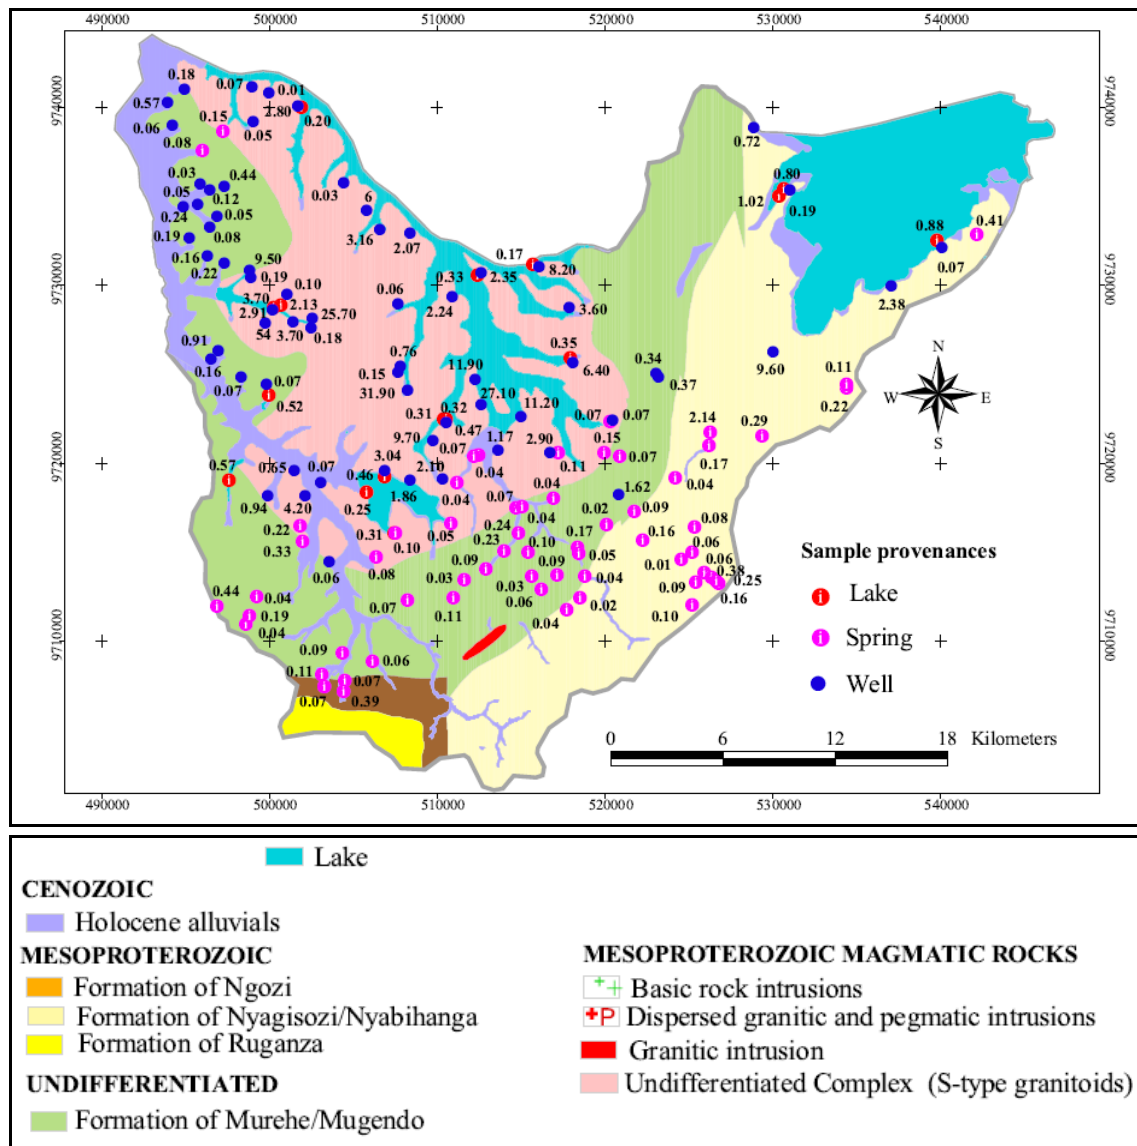 490000 500000 510000 520000 530000 540000
9740000 9740000
0.18 0.07 0.01
0.57 2.80
0.15 0.20
0.06 0.05 0.72
0.08
0.03 0.44 0.80
0.05 0.12 0.03 6 1.02
0.24 0.05 0.19
0.19 0.08 3.16 2.07 0.88 0.41
0.16 9.50 0.17
0.22 0.19 0.33 2.35 8.20 0.07
9730000 9730000
0.10 0.06
3.70 2.13 2.24 3.60 2.38
2.91 25.70
54 3.70 0.18
0.91 0.76 0.35
0.16 0.15 11.90 6.40 0.34 9.60 0.11
0.07 0.07 31.90 27.10 0.37 0.22
0.52 0.31 0.32 11.20 0.07 0.07
N
W E
S
9.70 0.47 1.17 2.90 0.15 2.14 0.29
9720000 9720000
0.57 0.65 0.07 3.04 0.07 0.04 0.11 0.07 0.17
0.46 2.10
0.94 4.20 0.25 1.86 0.04 0.07 0.04 1.62 0.04
0.22 0.31 0.05 0.24 0.04 0.02 0.09 0.08
0.33 0.10 0.23 0.10 0.17 0.16 0.06
0.06 0.08 0.09 0.09 0.05 0.01 0.06
0.44 0.04 0.03 0.03 0.04 0.09 0.38 0.25
0.19 0.07 0.11 0.06 0.02 0.10 0.16
0.04 0.04
9710000 9710000
0.09 0.06
0.11 0.07
0.07 0.39
Sample provenances
Lake
Spring
Well
0 6 12 18 Kilometers
490000 500000 510000 520000 530000 540000
Lake
CENOZOIC
Holocene alluvials
MESOPROTEROZOIC
Formation of Ngozi
Formation of Nyagisozi/Nyabihanga
Formation of Ruganza
UNDIFFERENTIATED
Formation of Murehe/Mugendo
MESOPROTEROZOIC MAGMATIC ROCKS
Basic rock intrusions
+P Dispersed granitic and pegmatic intrusions
Granitic intrusion
Undifferentiated Complex (S-type granitoids)